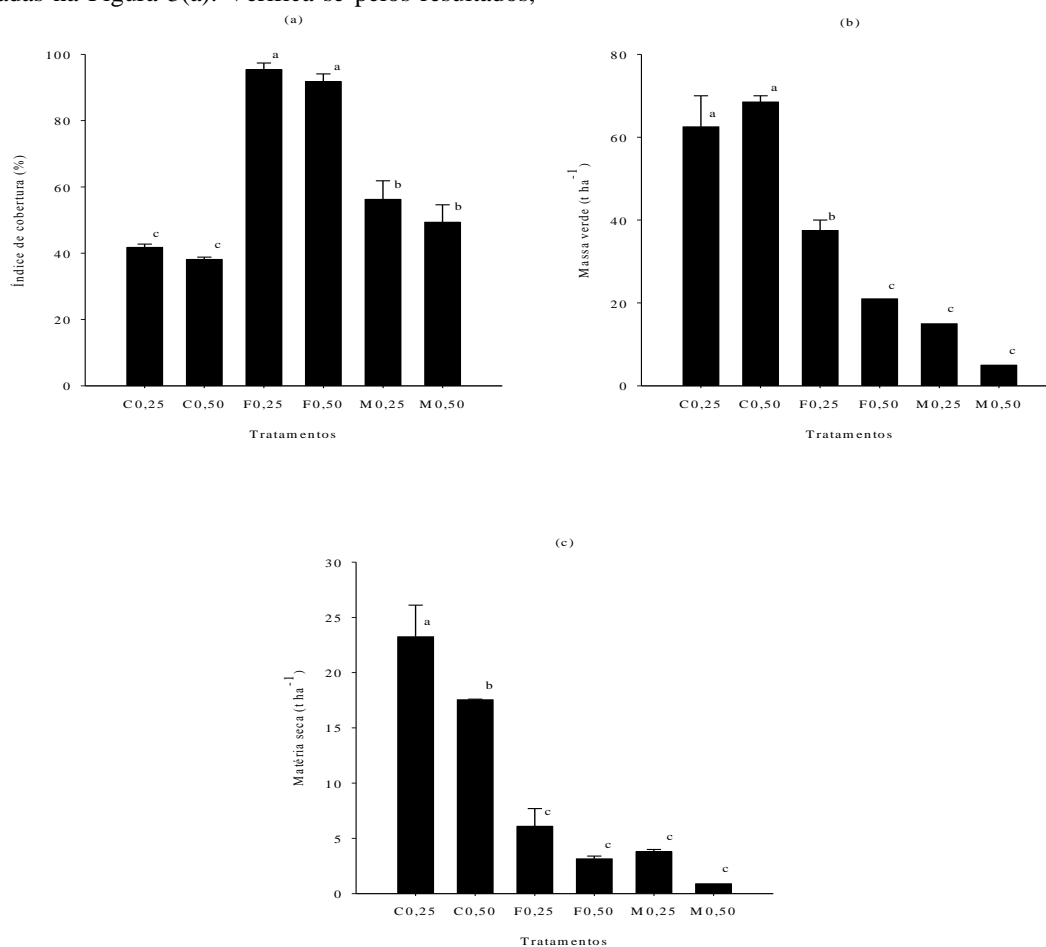 adas na Figura 3(a). Verifica-se pelos resultados,
(a)
100
80
60
40
20
0
Índice de cobertura (%)
c
c
a
a
b
b
C0,25 C0,50 F0,25 F0,50 M0,25 M0,50
Tratamentos
(b)
80
60
40
20
0
Massa verde (t ha-1)
a
a
b
c
c
c
C0,25 C0,50 F0,25 F0,50 M0,25 M0,50
Tratamentos
(c)
30
25
20
15
10
5
0
Matéria seca (t ha-1)
a
b
c
c
c
c
C0,25 C0,50 F0,25 F0,50 M0,25 M0,50
Tratamentos